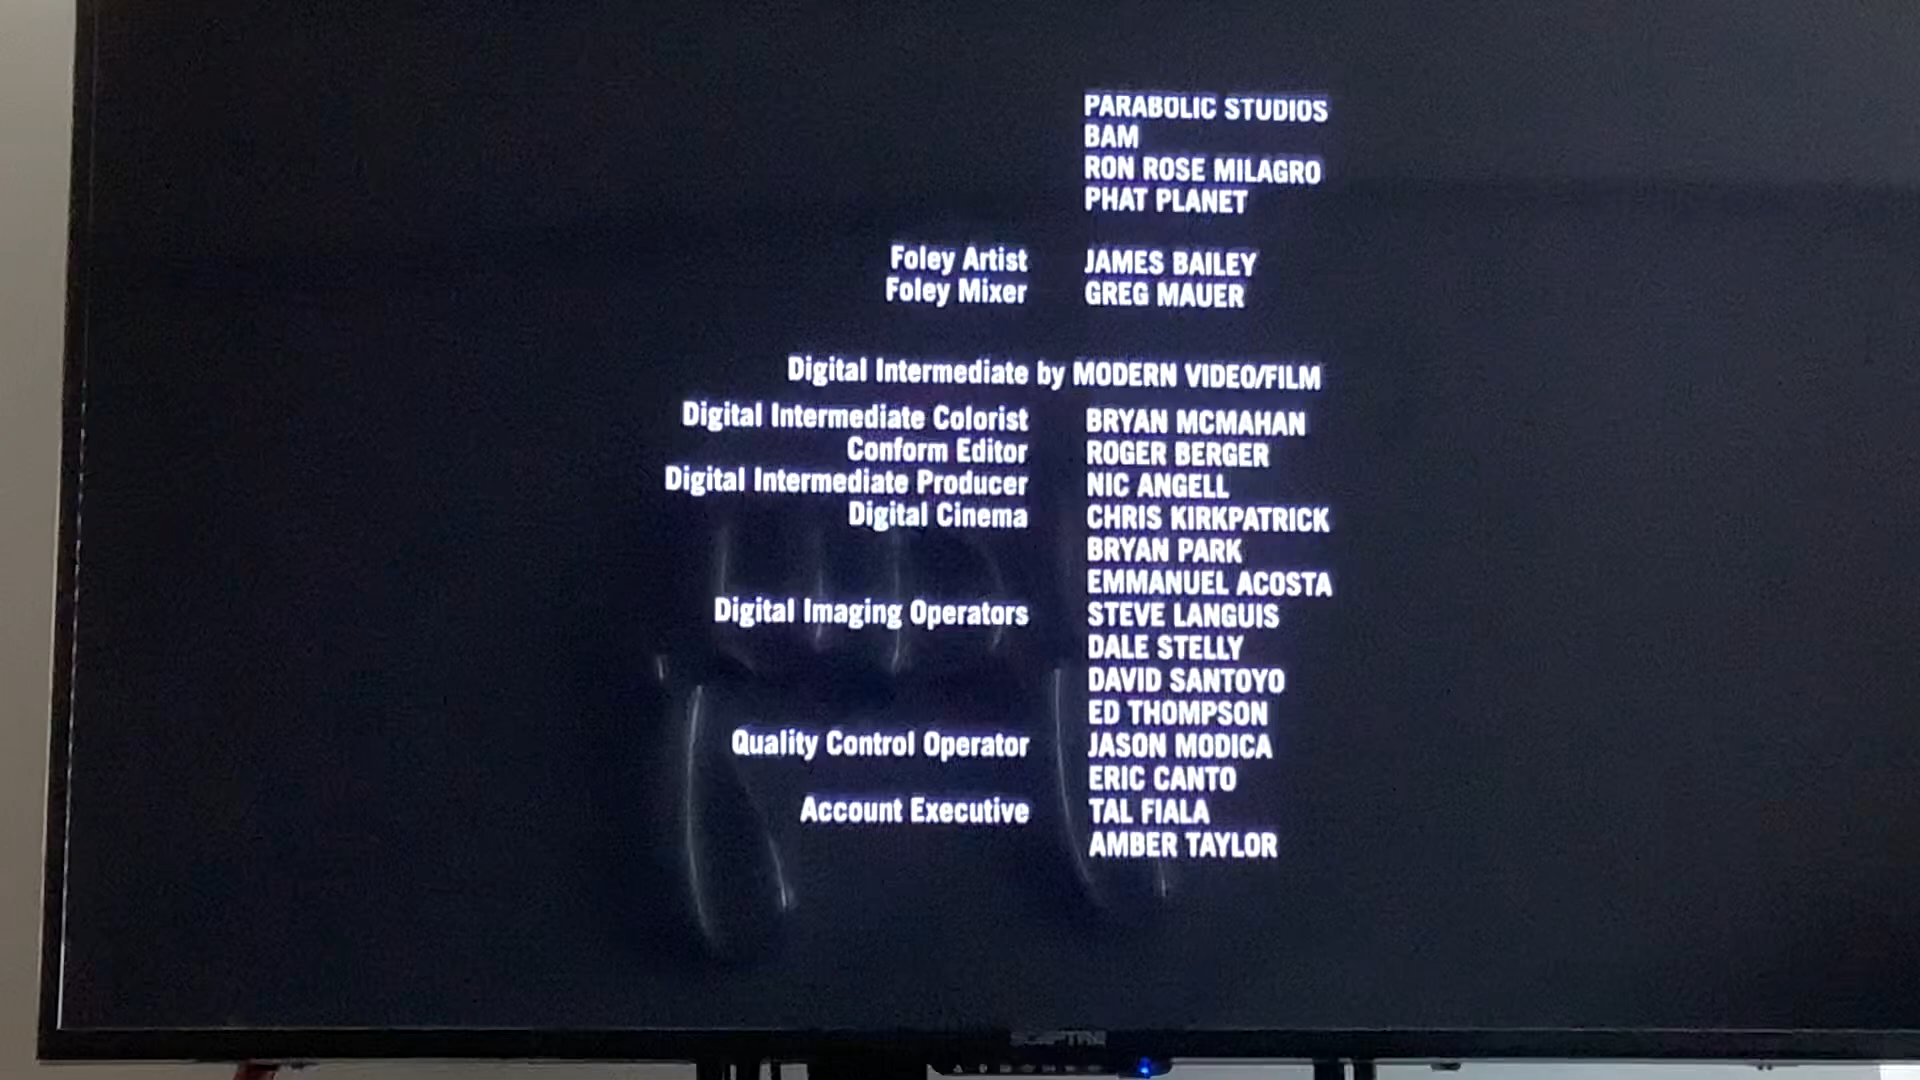 PARABOLIC STUDIOS
BAM
RON ROSE MILAGRO
PHAT PLANET
Foley Artist JAMES BAILEY
Foley Mixer GREG MAUER
Digital Intermediate by MODERN VIDEO/FILM
Digital Intermediate Colorist BRYAN MCMAHAN
Conform Editor ROGER BERGER
Digital Intermediate Producer NIC ANGELL
Digital Cinema CHRIS KIRKPATRICK
BRYAN PARK
EMMANUEL ACOSTA
Digital Imaging Operators STEVE LANGUIS
DALE STELLY
DAVID SANTOYO
ED THOMPSON
Quality Control Operator JASON MODICA
ERIC CANTO
Account Executive TAL FIALA
AMBER TAYLOR
SCEPTRE